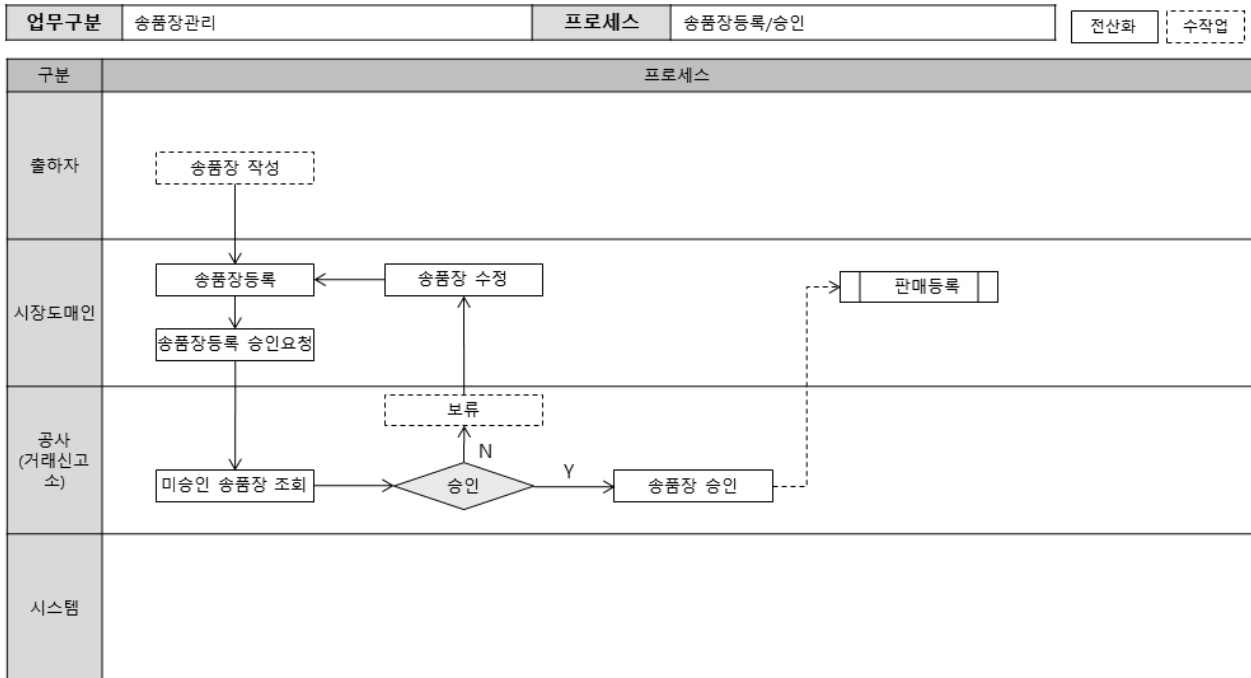 업무구분 송품장관리 프로세스 송품장등록/승인 전산화 수작업
구분 프로세스
출하자
송품장 작성
시장도매인
송품장등록 송품장 수정 판매등록
송품장등록 승인요청
공사
(거래신고
소)
보류
N
미승인 송품장 조회 승인 Y 송품장 승인
시스템